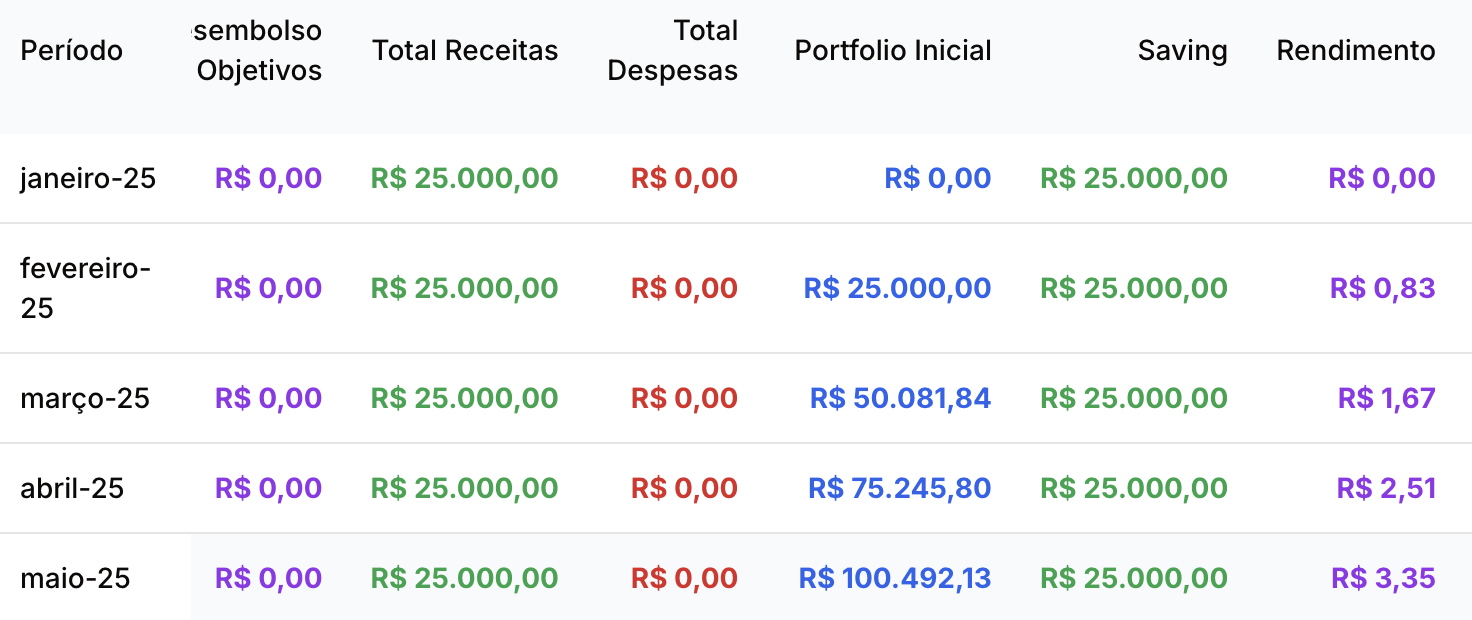 Período sembolso Objetivos Total Receitas Total Despesas Portfolio Inicial Saving Rendimento
janeiro-25 R$ 0,00 R$ 25.000,00 R$ 0,00 R$ 0,00 R$ 25.000,00 R$ 0,00
fevereiro-25 R$ 0,00 R$ 25.000,00 R$ 0,00 R$ 25.000,00 R$ 25.000,00 R$ 0,83
março-25 R$ 0,00 R$ 25.000,00 R$ 0,00 R$ 50.081,84 R$ 25.000,00 R$ 1,67
abril-25 R$ 0,00 R$ 25.000,00 R$ 0,00 R$ 75.245,80 R$ 25.000,00 R$ 2,51
maio-25 R$ 0,00 R$ 25.000,00 R$ 0,00 R$ 100.492,13 R$ 25.000,00 R$ 3,35